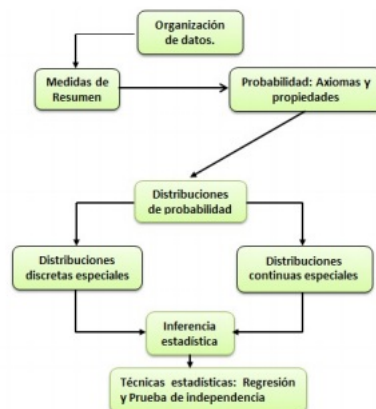 Organización
de datos.
Medidas de
Resumen
Probabilidad: Axiomas y
propiedades
Distribuciones
de probabilidad
Distribuciones
discretas especiales
Distribuciones
continuas especiales
Inferencia
estadística
Técnicas estadísticas: Regresión
y Prueba de independencia